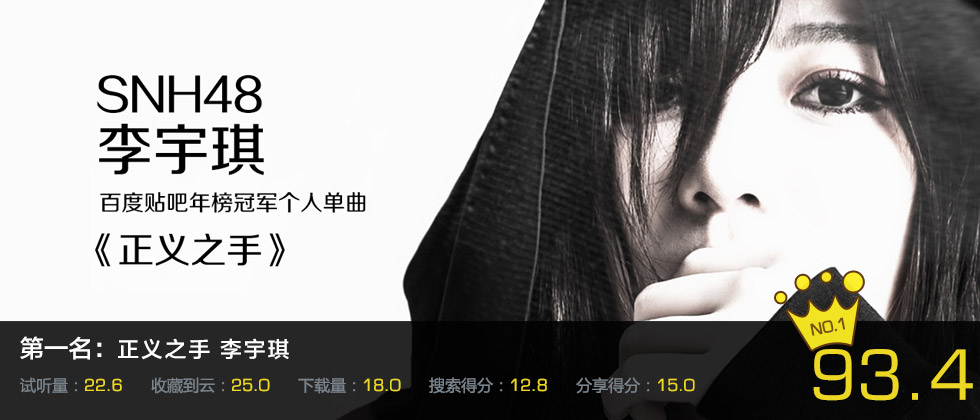 SNH48
李宇琪
百度贴吧年榜冠军个人单曲
《正义之手》
NO.1
第一名：正义之手 李宇琪
93.4
试听量：22.6 收藏到云：25.0 下载量：18.0 搜索得分：12.8 分享得分：15.0